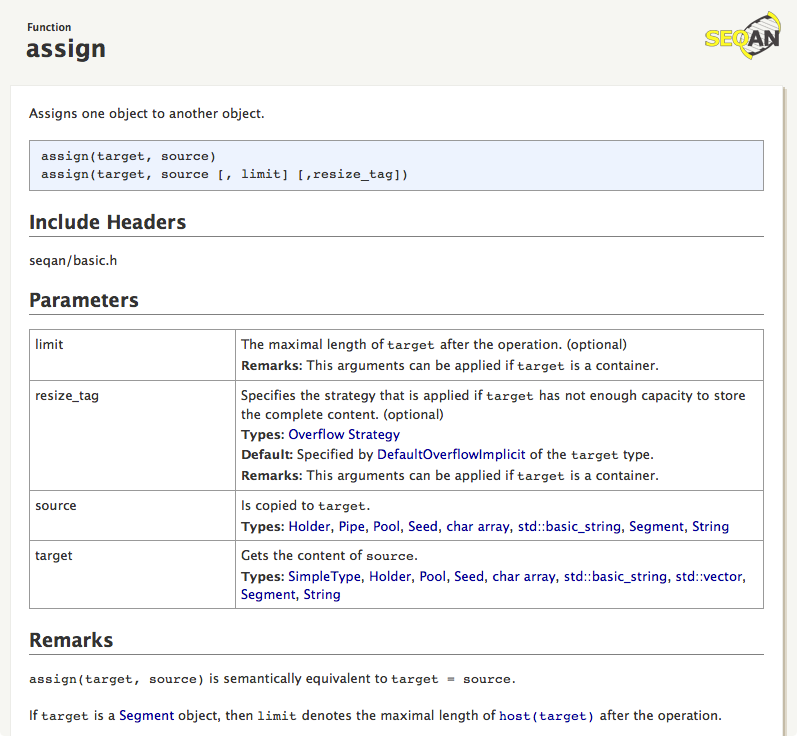 Function
assign
SEQAN
Assigns one object to another object.
assign(target, source)
assign(target, source [, limit] [,resize_tag])
Include Headers
seqan/basic.h
Parameters
limit
The maximal length of target after the operation. (optional)
Remarks: This arguments can be applied if target is a container.
resize_tag
Specifies the strategy that is applied if target has not enough capacity to store
the complete content. (optional)
Types: Overflow Strategy
Default: Specified by DefaultOverflowImplicit of the target type.
Remarks: This arguments can be applied if target is a container.
source
Is copied to target.
Types: Holder, Pipe, Pool, Seed, char array, std::basic_string, Segment, String
target
Gets the content of source.
Types: SimpleType, Holder, Pool, Seed, char array, std::basic_string, std::vector,
Segment, String
Remarks
assign(target, source) is semantically equivalent to target = source.
If target is a Segment object, then limit denotes the maximal length of host(target) after the operation.